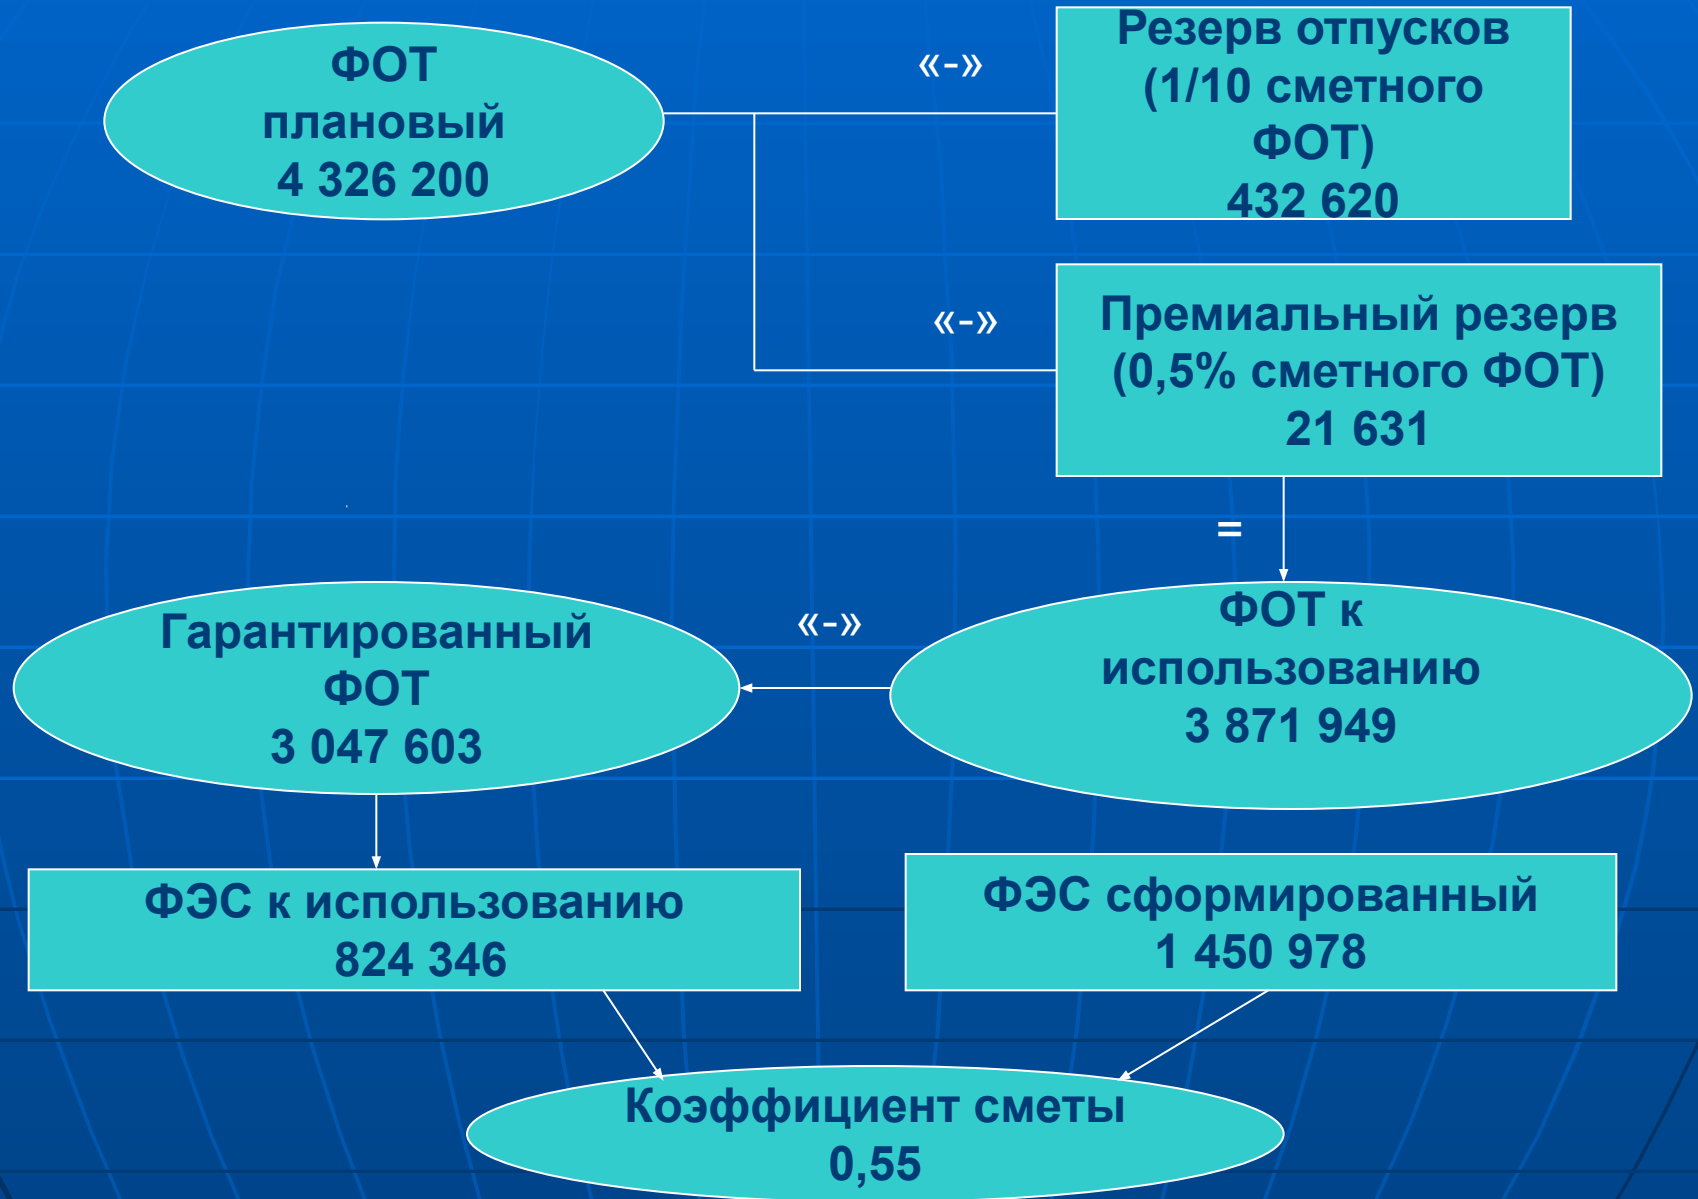 ФОТ
плановый
4 326 200
«-»
Резерв отпусков
(1/10 сметного
ФОТ)
432 620
«-»
Премиальный резерв
(0,5% сметного ФОТ)
21 631
=
ФОТ к
использованию
3 871 949
«-»
Гарантированный
ФОТ
3 047 603
ФЭС к использованию
824 346
ФЭС сформированный
1 450 978
Коэффициент сметы
0,55